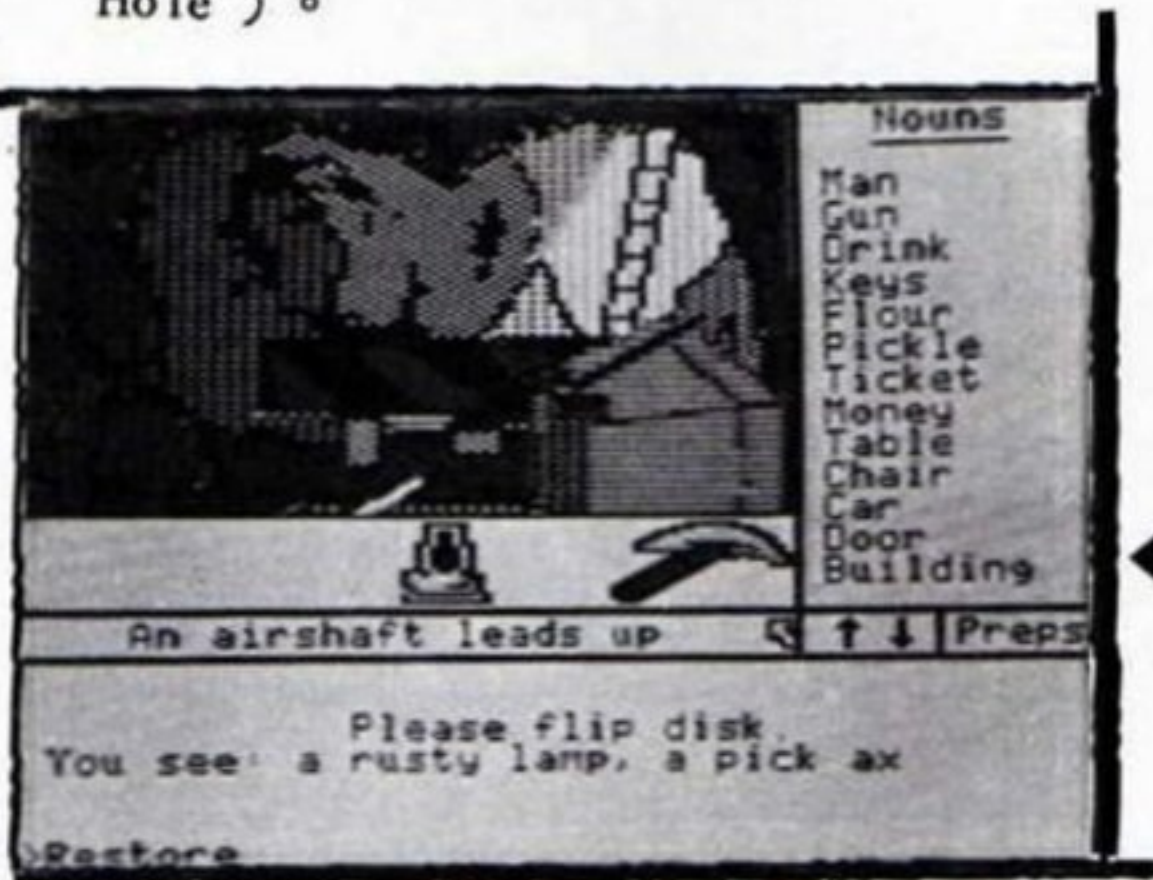 Hole ) 。
Nouns
Man
Gun
Drink
Keys
Flour
Pickle
Ticket
Money
Table
Chair
Car
Door
Building
An airshaft leads up
↑ ↓ Preps
Please flip disk.
You see: a rusty lamp, a pick ax
>Restore